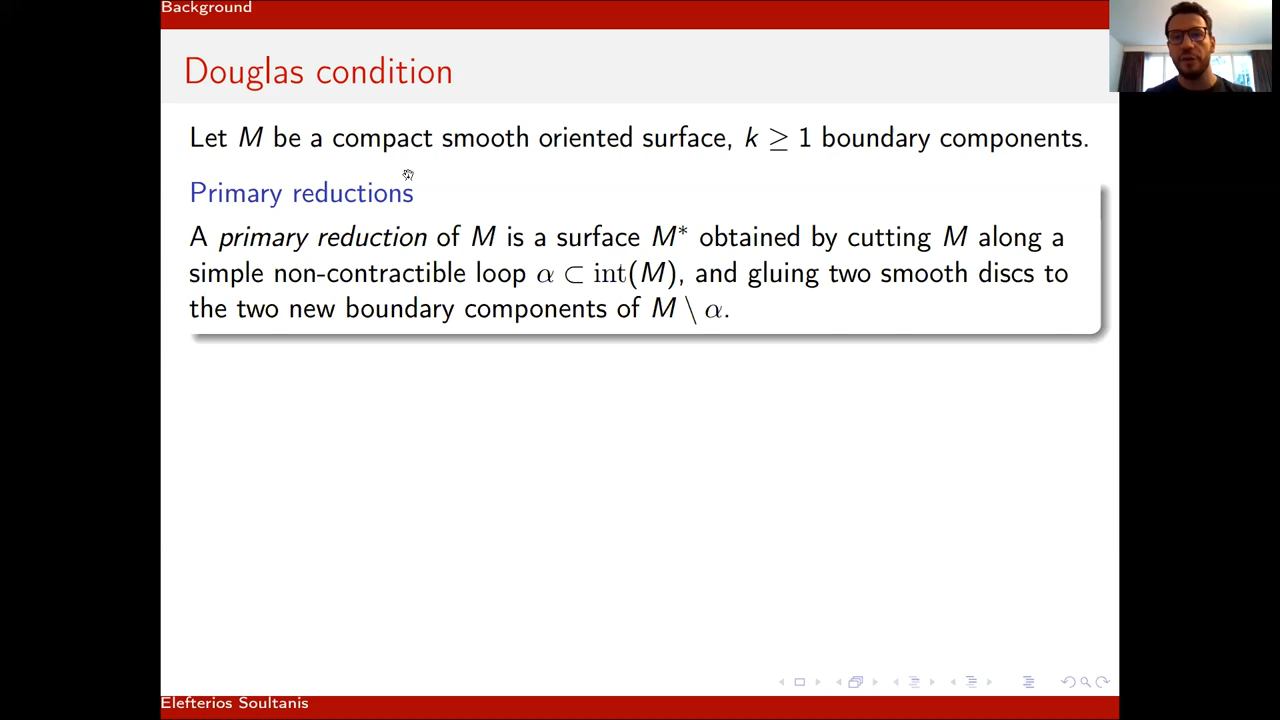 Background
Douglas condition
Let M be a compact smooth oriented surface, k ≥ 1 boundary components.
Primary reductions
A primary reduction of M is a surface M* obtained by cutting M along a
simple non-contractible loop α ⊂ int(M), and gluing two smooth discs to
the two new boundary components of M \ α.
Elefterios Soultanis